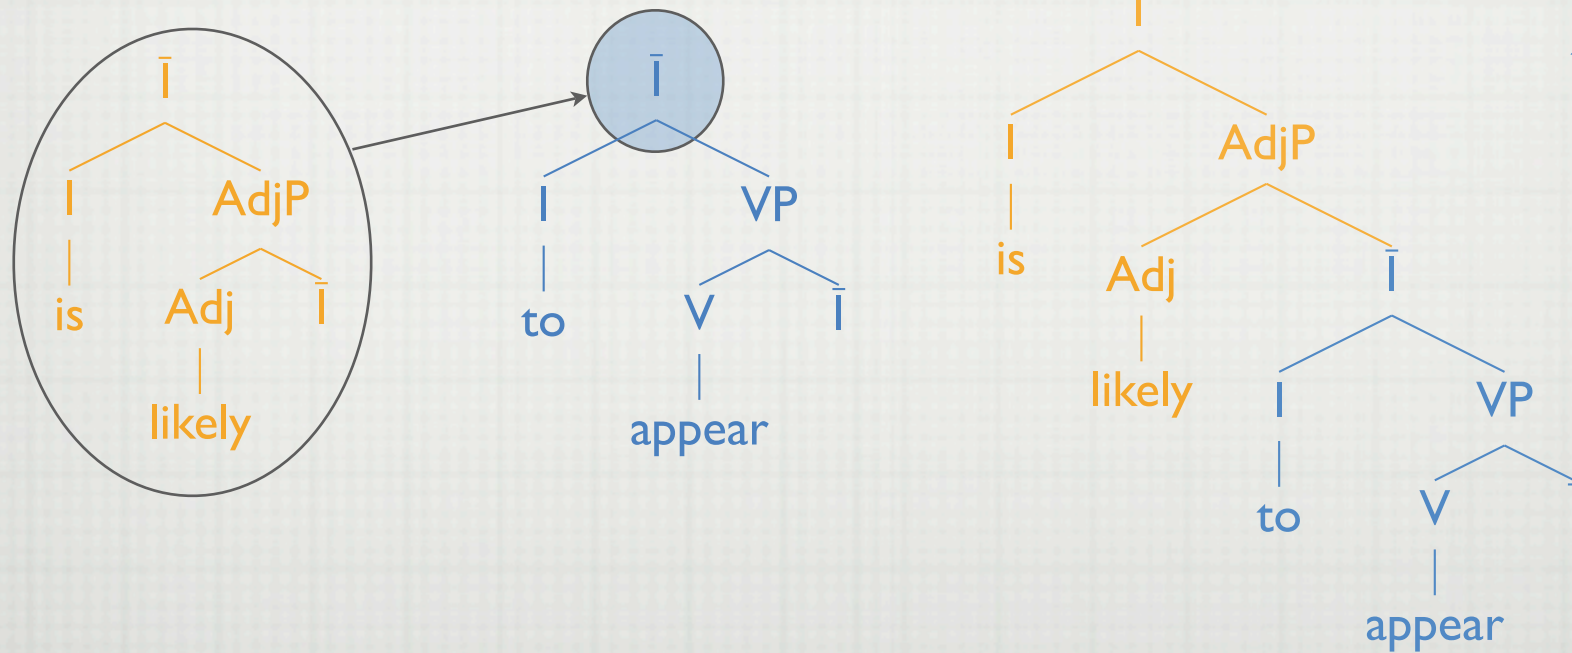 Ī
I AdjP
is Adj Ī
likely
Ī
I VP
to V Ī
appear
I AdjP
is Adj Ī
likely I VP
to V
appear